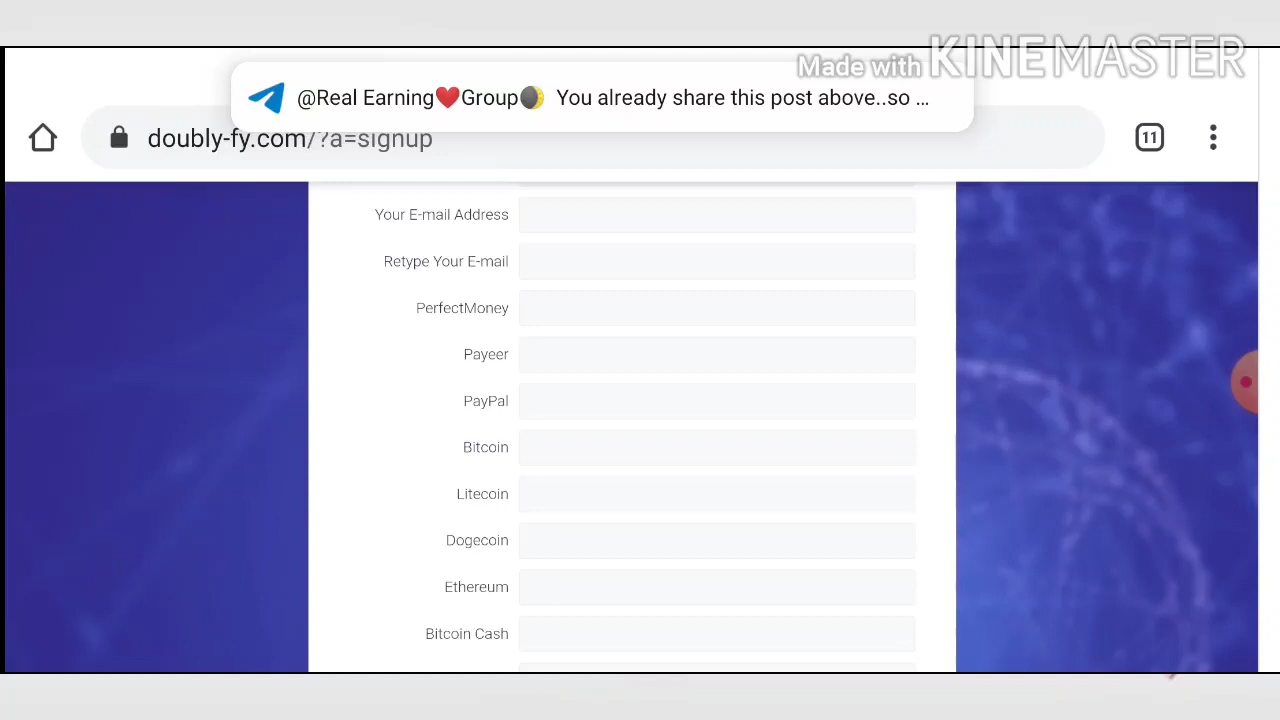 Made with KINEMASTER
@Real Earning❤️Group🌒 You already share this post above..so ...
doubly-fy.com/?a=signup
11
Your E-mail Address
Retype Your E-mail
PerfectMoney
Payeer
PayPal
Bitcoin
Litecoin
Dogecoin
Ethereum
Bitcoin Cash